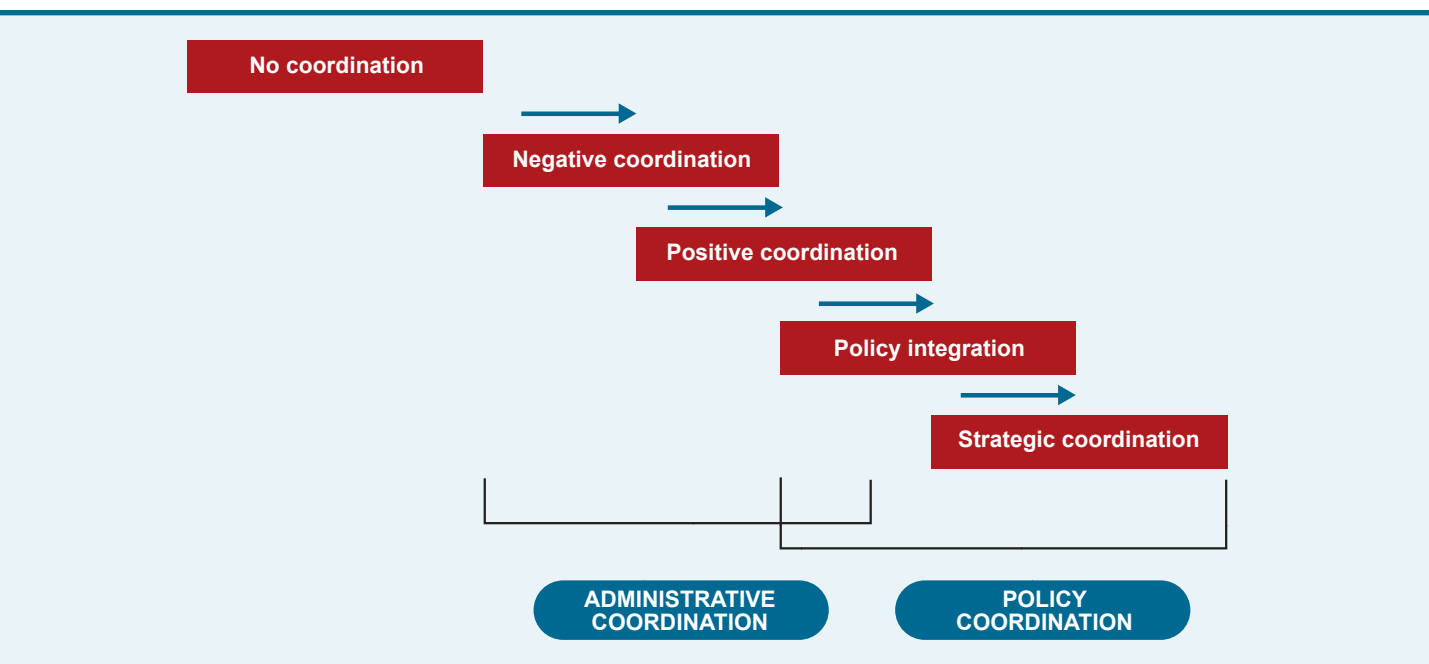 No coordination
Negative coordination
Positive coordination
Policy integration
Strategic coordination
ADMINISTRATIVE
COORDINATION
POLICY
COORDINATION